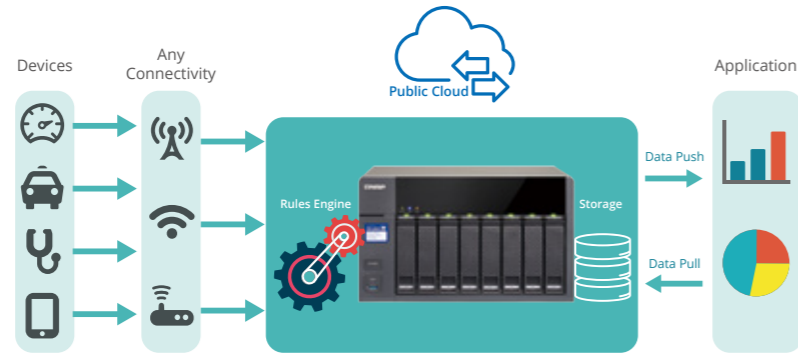 Devices
Any
Connectivity
Public Cloud
Application
Rules Engine
QNAP
Storage
Data Push
Data Pull